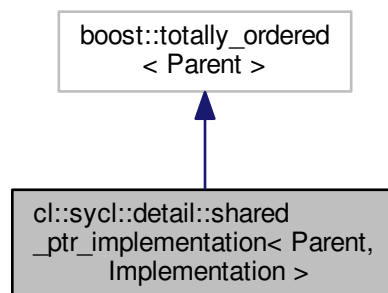 boost::totally_ordered
< Parent >
cl::sycl::detail::shared
_ptr_implementation< Parent,
Implementation >